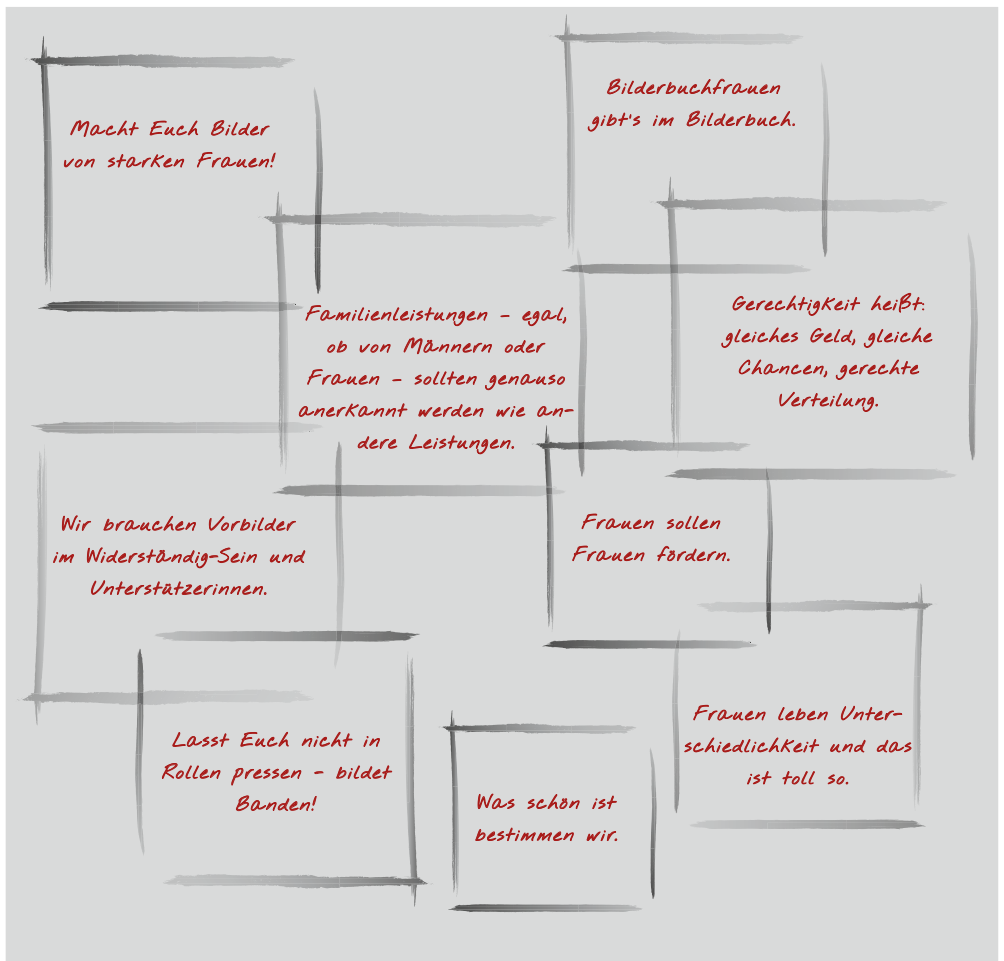 Macht Euch Bilder
von starken Frauen!
Bilderbuchfrauen
gibt's im Bilderbuch.
Familienleistungen – egal,
ob von Männern oder
Frauen – sollten genauso
anerkannt werden wie an-
dere Leistungen.
Gerechtigkeit heißt:
gleiches Geld, gleiche
Chancen, gerechte
Verteilung.
Wir brauchen Vorbilder
im Widerständig-Sein und
Unterstützerinnen.
Frauen sollen
Frauen fördern.
Lasst Euch nicht in
Rollen pressen – bildet
Banden!
Was schön ist
bestimmen wir.
Frauen leben Unter-
schiedlichkeit und das
ist toll so.